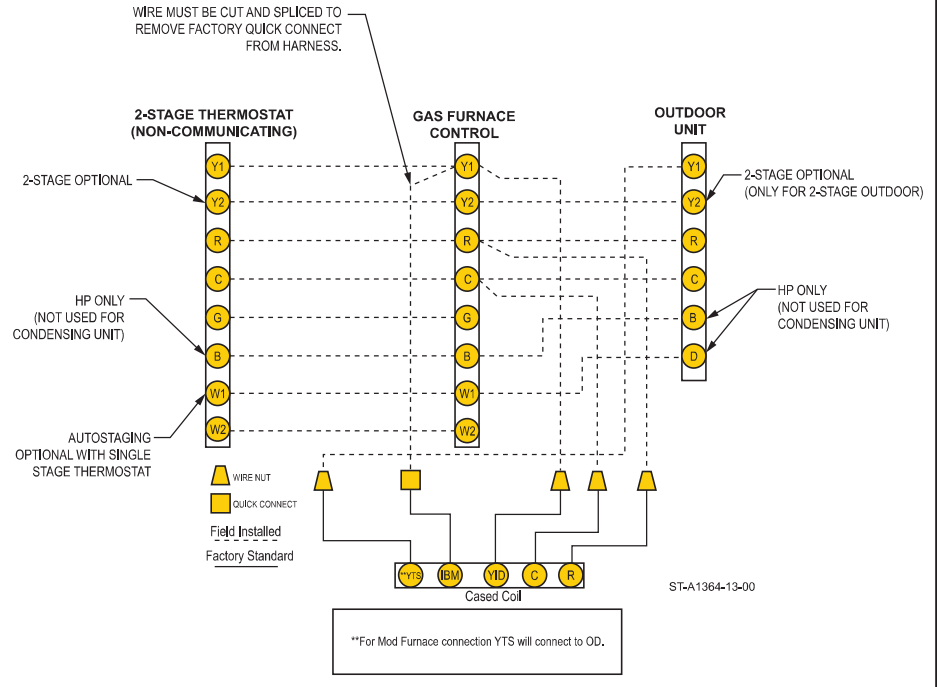 WIRE MUST BE CUT AND SPLICED TO
REMOVE FACTORY QUICK CONNECT
FROM HARNESS.
2-STAGE THERMOSTAT
(NON-COMMUNICATING)
GAS FURNACE
CONTROL
OUTDOOR
UNIT
2-STAGE OPTIONAL
HP ONLY
(NOT USED FOR
CONDENSING UNIT)
AUTOSTAGING
OPTIONAL WITH SINGLE
STAGE THERMOSTAT
Y1
Y2
R
C
G
B
W1
W2
Y1
Y2
R
C
G
B
W1
W2
Y1
Y2
R
C
B
D
2-STAGE OPTIONAL
(ONLY FOR 2-STAGE OUTDOOR)
HP ONLY
(NOT USED FOR
CONDENSING UNIT)
WIRE NUT
QUICK CONNECT
Field Installed
Factory Standard
**YTS
IBM
YID
C
R
Cased Coil
ST-A1364-13-00
**For Mod Furnace connection YTS will connect to OD.